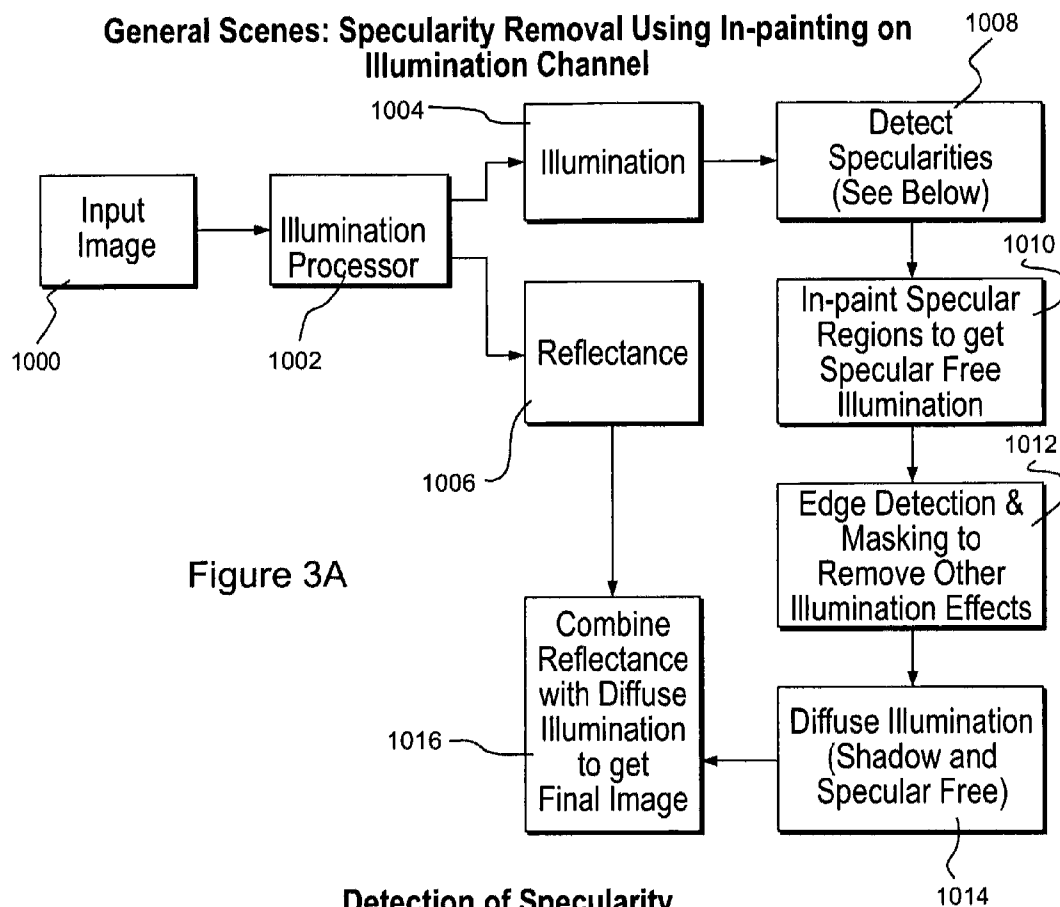 General Scenes: Specularity Removal Using In-painting on
Illumination Channel
1008
1004
Illumination
Detect
Specularities
(See Below)
Input
Image
Illumination
Processor
1010
1000
1002
Reflectance
In-paint Specular
Regions to get
Specular Free
Illumination
1006
1012
Edge Detection &
Masking to
Remove Other
Illumination Effects
Figure 3A
Combine
Reflectance
with Diffuse
Illumination
to get
Final Image
1016
Diffuse Illumination
(Shadow and
Specular Free)
1014
Detection of Specularity